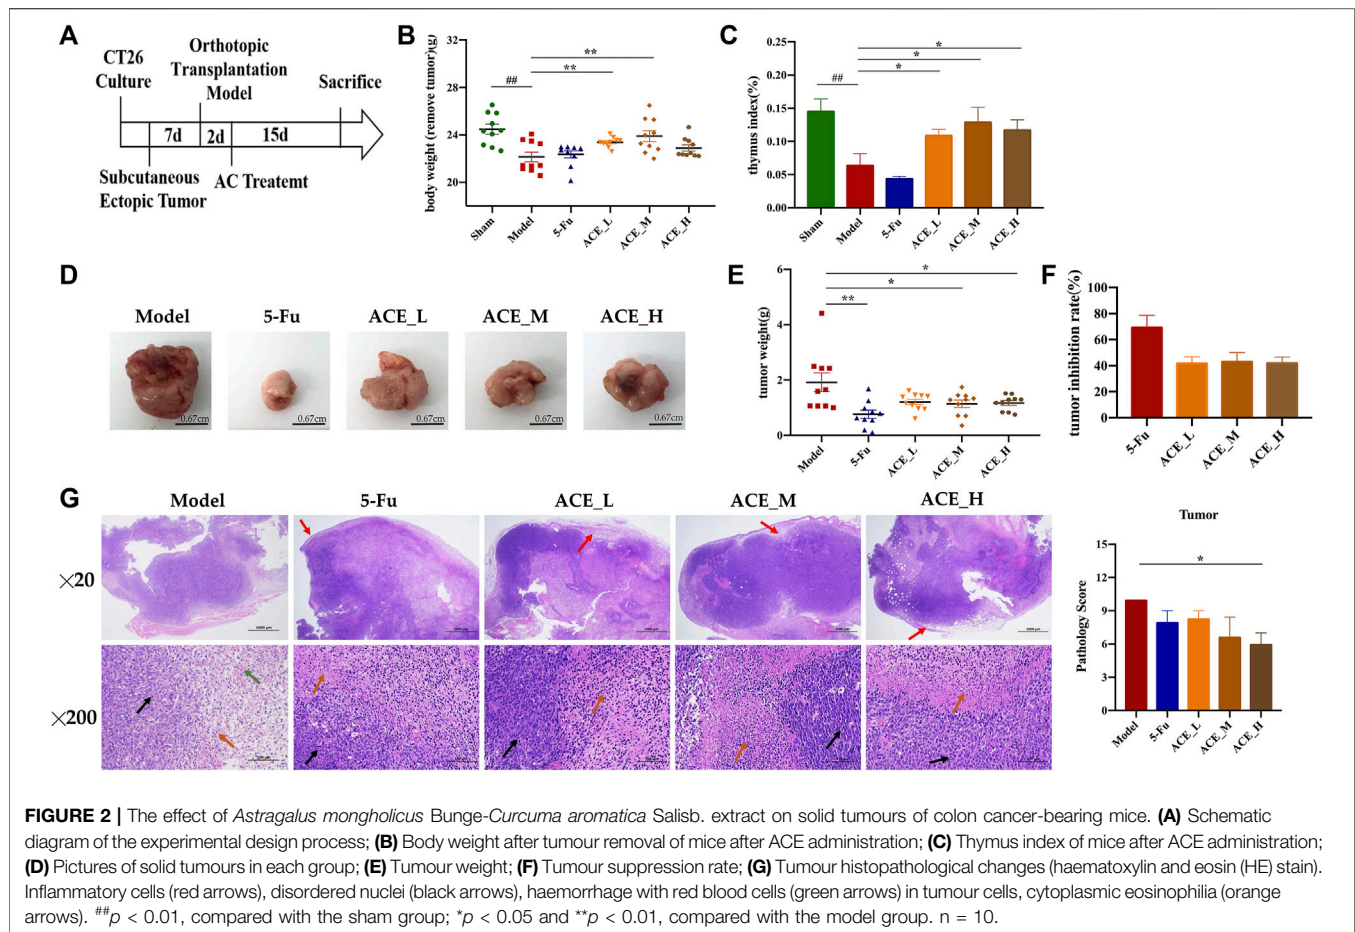 A
CT26
Culture
Orthotopic
Transplantation
Model
Sacrifice
7d
2d
15d
Subcutaneous
Ectopic Tumor
AC Treatemt
B
body weight (remove tumor)(g)
32
28
24
20
##
**
**
Sham
Model
5-Fu
ACE_L
ACE_M
ACE_H
C
thymus index(%)
0.25
0.20
0.15
0.10
0.05
0.00
##
*
*
*
Sham
Model
5-Fu
ACE_L
ACE_M
ACE_H
D
Model
5-Fu
ACE_L
ACE_M
ACE_H
0.67cm
0.67cm
0.67cm
0.67cm
0.67cm
E
tumor weight(g)
6
4
2
0
**
*
*
Model
5-Fu
ACE_L
ACE_M
ACE_H
F
tumor inhibition rate(%)
100
80
60
40
20
0
5-Fu
ACE_L
ACE_M
ACE_H
G
Model
5-Fu
ACE_L
ACE_M
ACE_H
×20
×200
Tumor
Pathology Score
15
12
9
6
3
0
*
Model
5-Fu
ACE_L
ACE_M
ACE_H
FIGURE 2 | The effect of Astragalus mongholicus Bunge-Curcuma aromatica Salisb. extract on solid tumours of colon cancer-bearing mice. (A) Schematic
diagram of the experimental design process; (B) Body weight after tumour removal of mice after ACE administration; (C) Thymus index of mice after ACE administration;
(D) Pictures of solid tumours in each group; (E) Tumour weight; (F) Tumour suppression rate; (G) Tumour histopathological changes (haematoxylin and eosin (HE) stain).
Inflammatory cells (red arrows), disordered nuclei (black arrows), haemorrhage with red blood cells (green arrows) in tumour cells, cytoplasmic eosinophilia (orange
arrows). ##p < 0.01, compared with the sham group; *p < 0.05 and **p < 0.01, compared with the model group. n = 10.